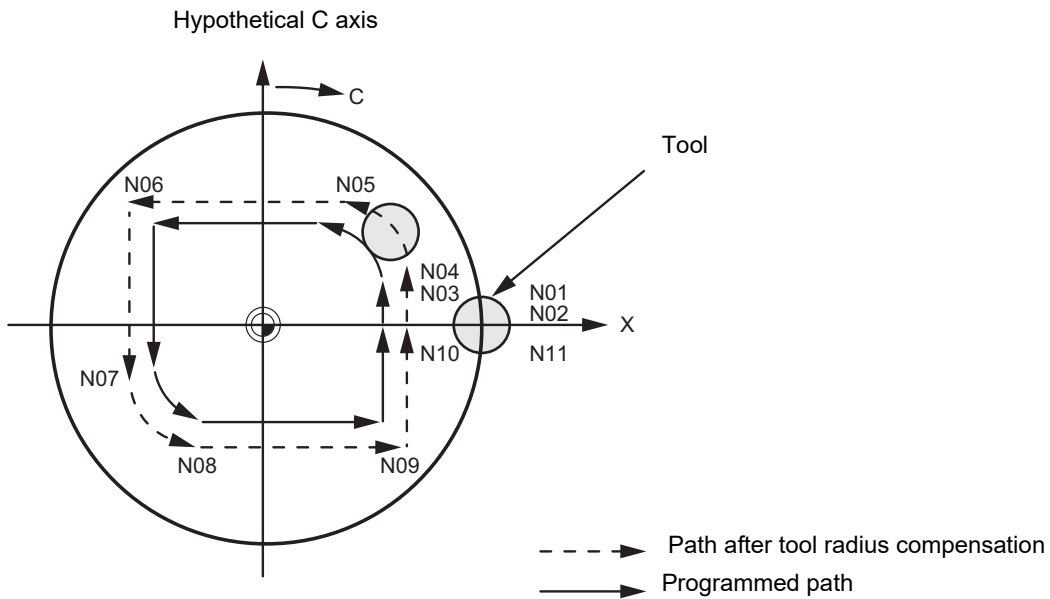 Hypothetical C axis
C
Tool
N06
N05
N04
N03
N01
N02
X
N10
N11
N07
N08
N09
Path after tool radius compensation
Programmed path